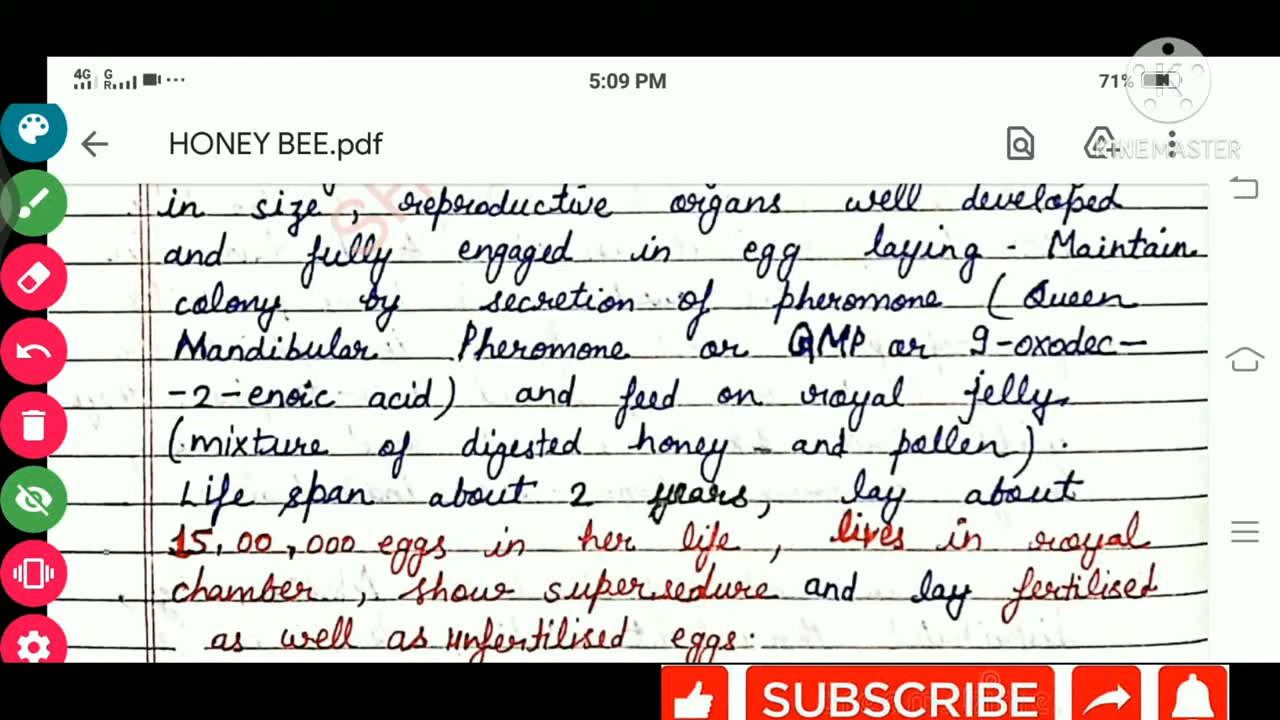 4G G R 5:09 PM 71%
HONEY BEE.pdf
KINEMASTER
in size, reproductive organs well developed
and fully engaged in egg laying - Maintain
colony by secretion of pheromone (Queen
Mandibular Pheromone or QMP or 9-oxodec-
-2-enoic acid) and feed on royal jelly.
(mixture of digested honey - and pollen).
Life span about 2 years, lay about
15,00,000 eggs in her life, lives in royal
chamber, show supersedure and lay fertilised
as well as unfertilised eggs.
SUBSCRIBE